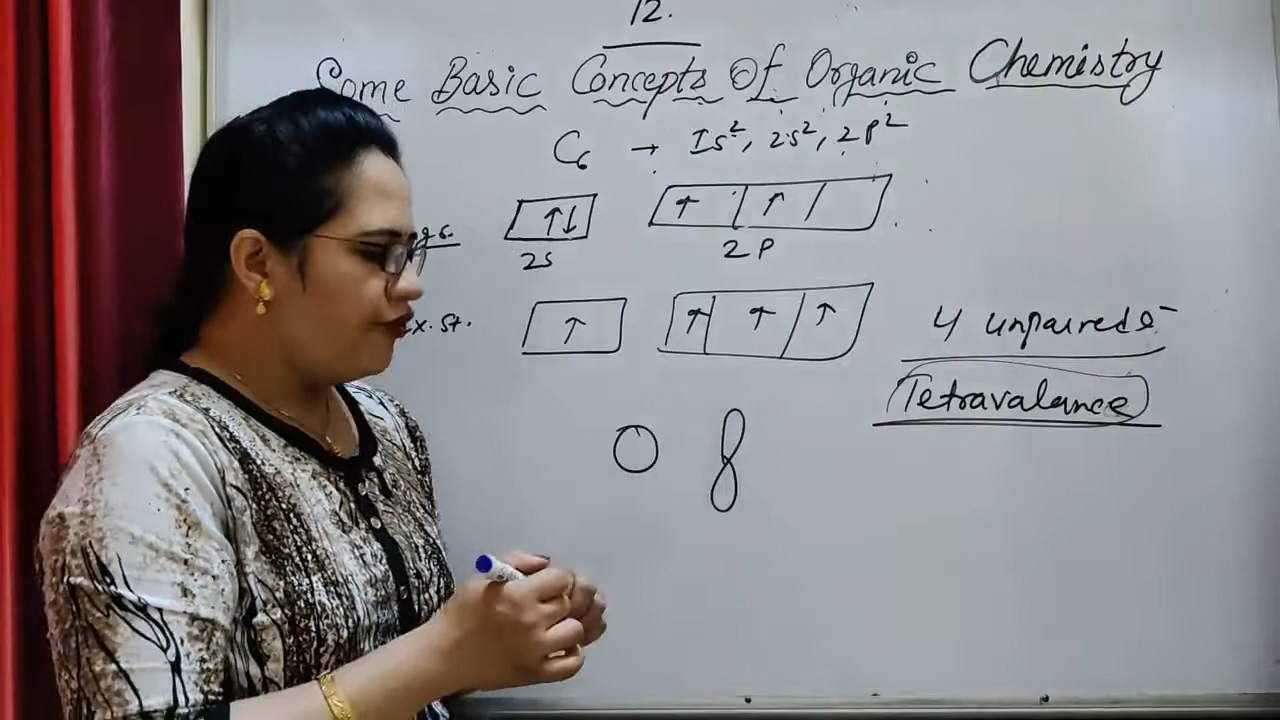 12.
Some Basic Concepts Of Organic Chemistry
C₆ → 1s², 2s², 2p²
g s.
↑↓ ↑ ↑
2s 2p
x. St. ↑ ↑ ↑ ↑ 4 unpaired e⁻
Tetravalance